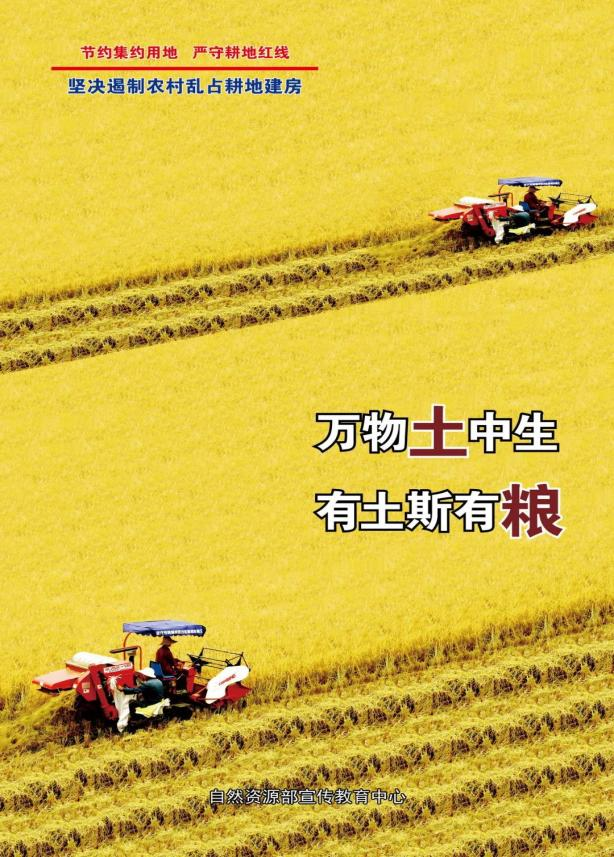 节约集约用地 严守耕地红线
坚决遏制农村乱占耕地建房
万物土中生
有土斯有粮
自然资源部宣传教育中心